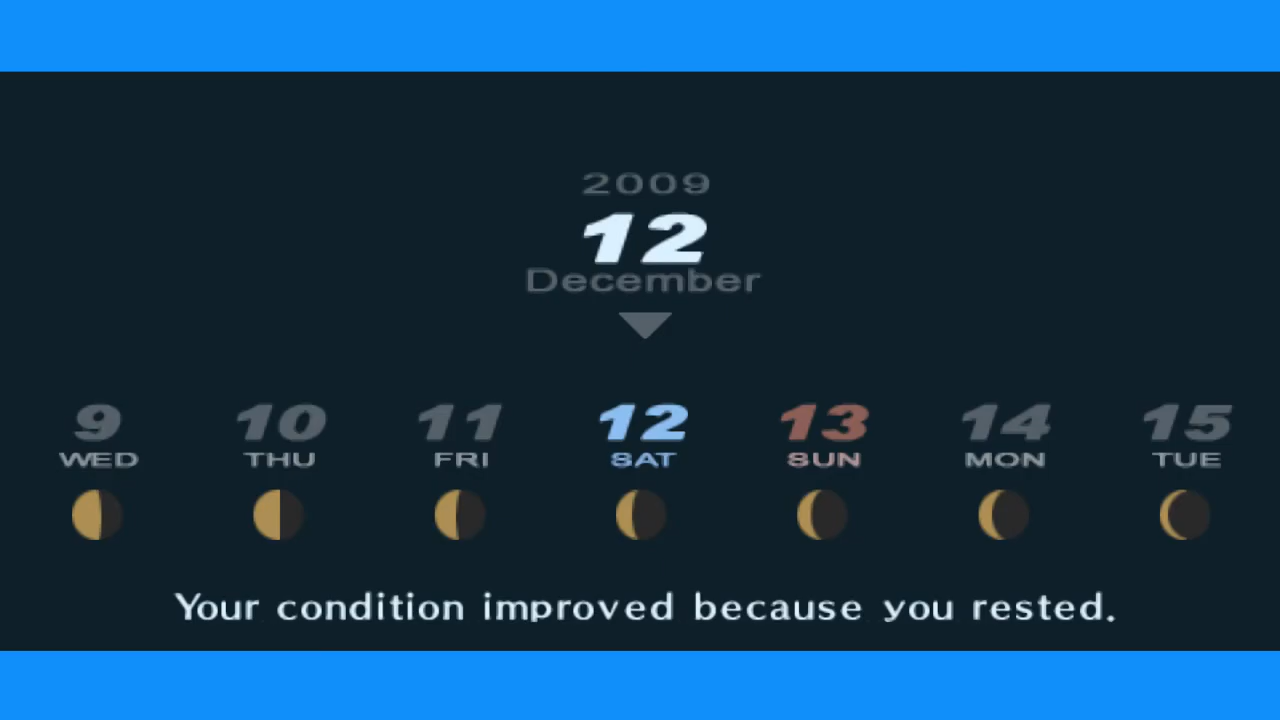 2009
12
December
9 10 11 12 13 14 15
WED THU FRI SAT SUN MON TUE
Your condition improved because you rested.